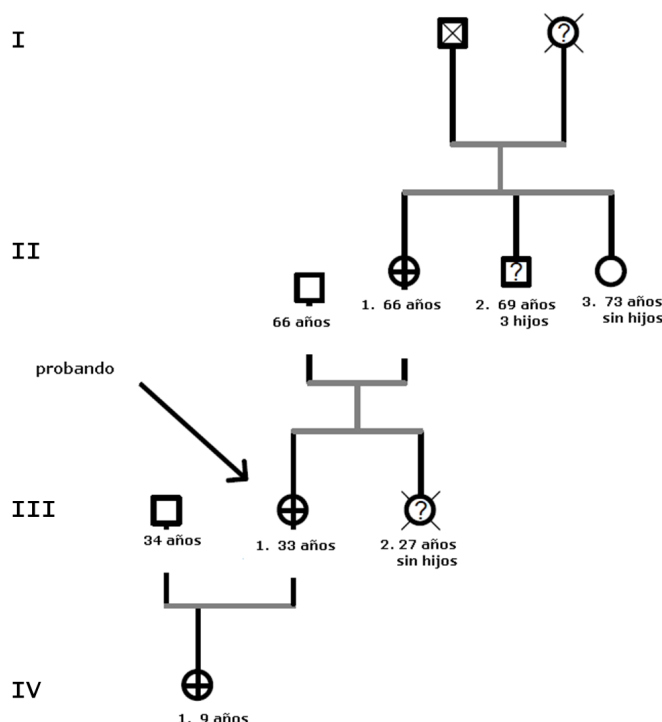 I
?
II
?
66 años
1. 66 años
2. 69 años
3 hijos
3. 73 años
sin hijos
probando
III
?
34 años
1. 33 años
2. 27 años
sin hijos
IV
1. 9 años